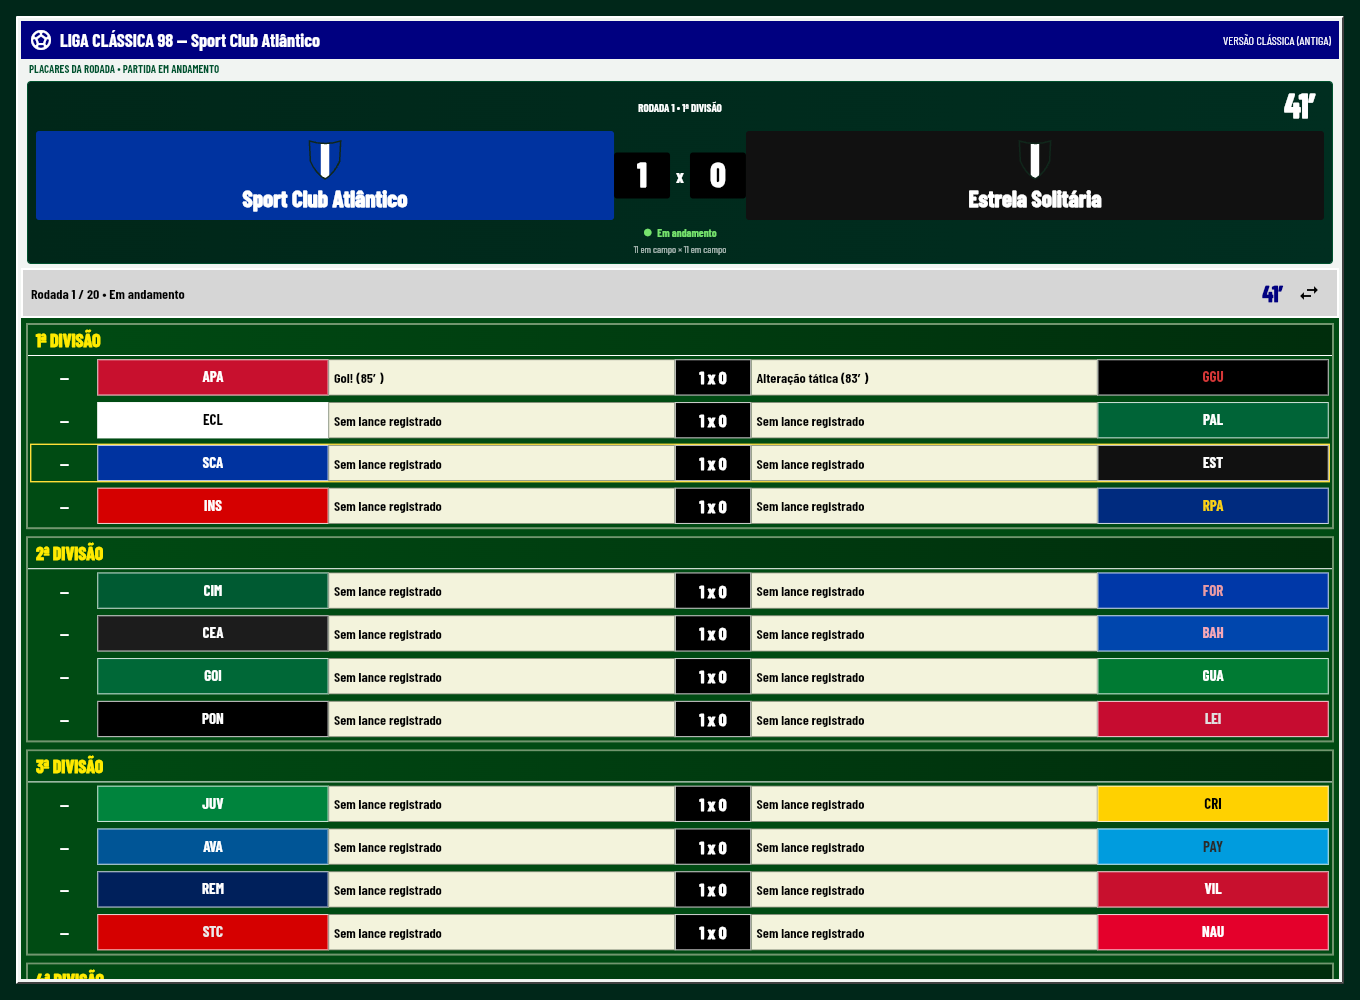 LIGA CLÁSSICA 98 — Sport Club Atlântico
VERSÃO CLÁSSICA (ANTIGA)
PLACARES DA RODADA • PARTIDA EM ANDAMENTO
RODADA 1 • 1ª DIVISÃO
41′
Sport Club Atlântico
1 x 0
Estrela Solitária
Em andamento
11 em campo × 11 em campo
Rodada 1 / 20 • Em andamento
41′
1ª DIVISÃO
— APA Gol! (85′ ) 1 x 0 Alteração tática (83′ ) GGU
— ECL Sem lance registrado 1 x 0 Sem lance registrado PAL
— SCA Sem lance registrado 1 x 0 Sem lance registrado EST
— INS Sem lance registrado 1 x 0 Sem lance registrado RPA
2ª DIVISÃO
— CIM Sem lance registrado 1 x 0 Sem lance registrado FOR
— CEA Sem lance registrado 1 x 0 Sem lance registrado BAH
— GOI Sem lance registrado 1 x 0 Sem lance registrado GUA
— PON Sem lance registrado 1 x 0 Sem lance registrado LEI
3ª DIVISÃO
— JUV Sem lance registrado 1 x 0 Sem lance registrado CRI
— AVA Sem lance registrado 1 x 0 Sem lance registrado PAY
— REM Sem lance registrado 1 x 0 Sem lance registrado VIL
— STC Sem lance registrado 1 x 0 Sem lance registrado NAU
4ª DIVISÃO